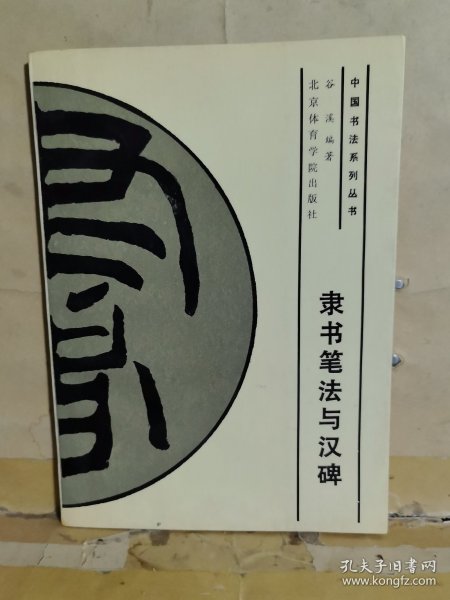 中国书法系列丛书
谷溪编著
北京体育学院出版社
隶书笔法与汉碑
孔夫子旧书网
www.kongfz.com